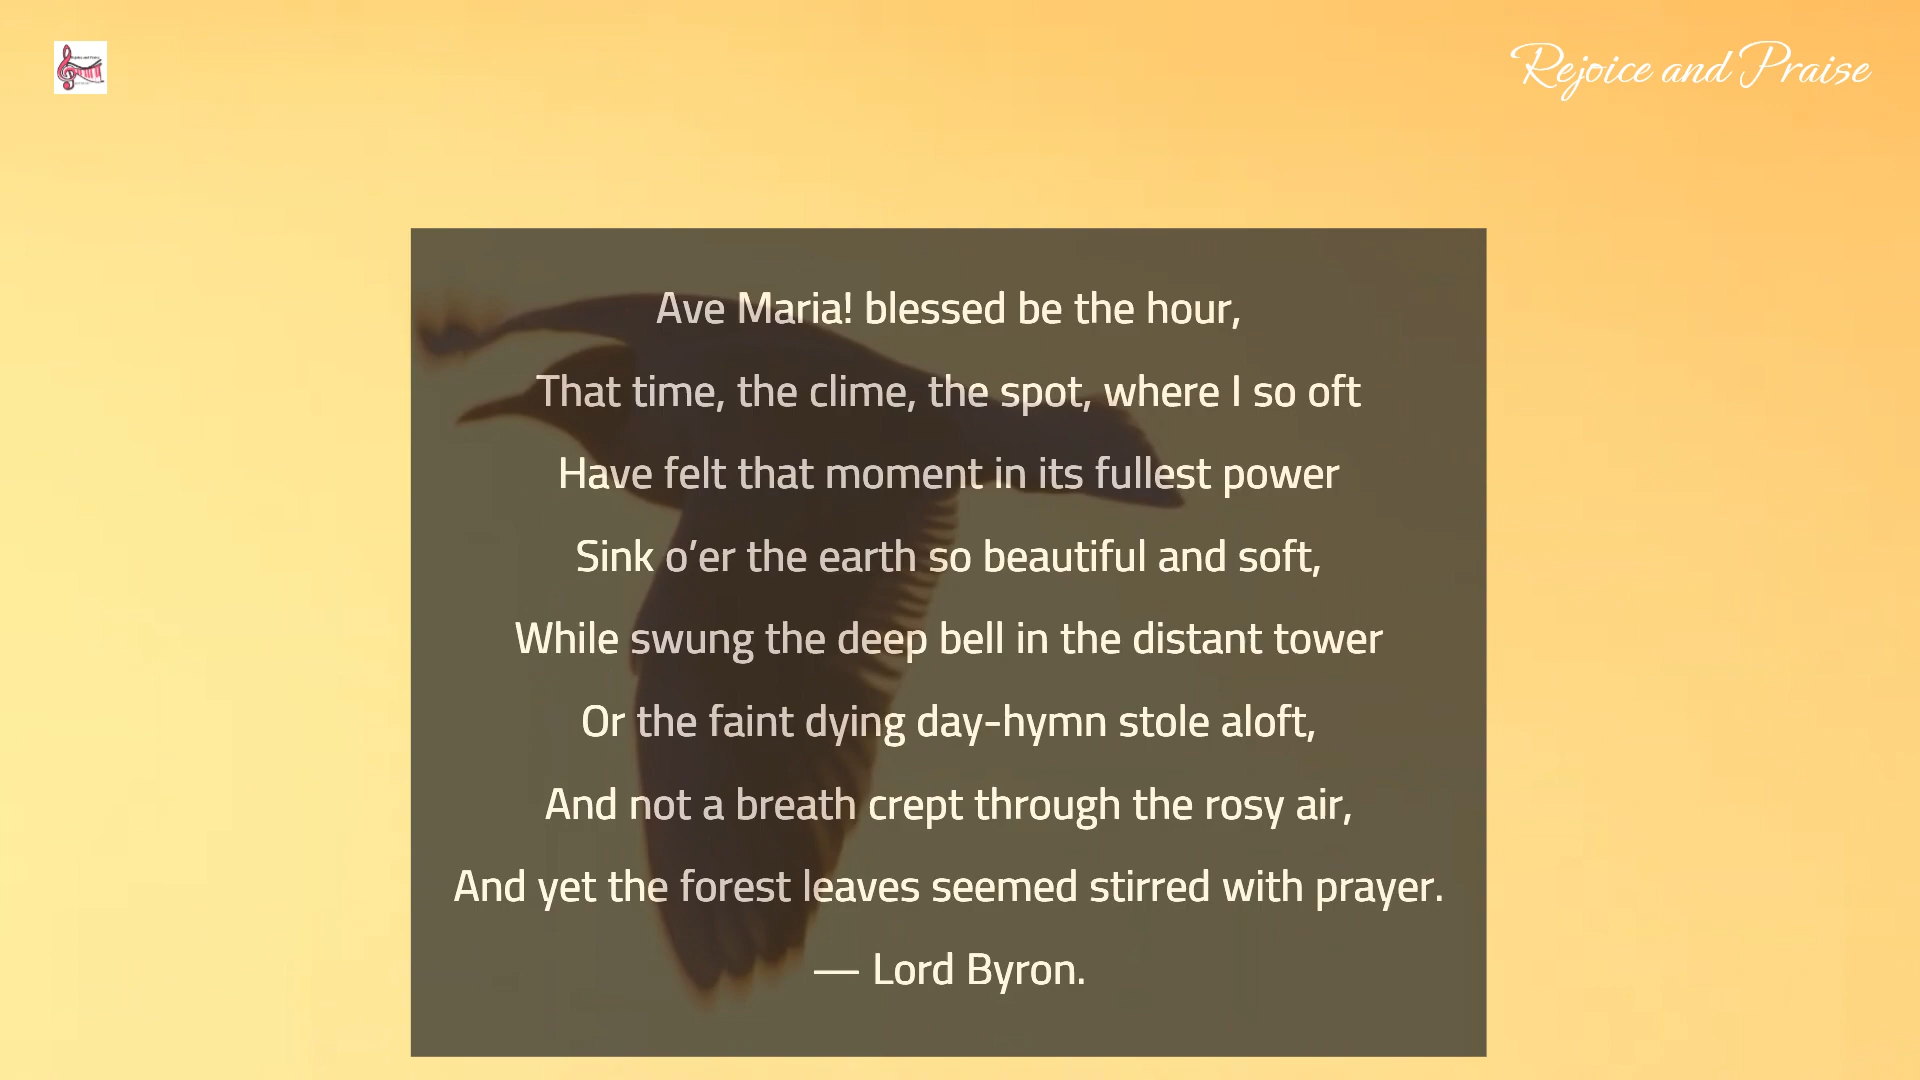 Rejoice and Praise
Ave Maria! blessed be the hour,
That time, the clime, the spot, where I so oft
Have felt that moment in its fullest power
Sink o’er the earth so beautiful and soft,
While swung the deep bell in the distant tower
Or the faint dying day-hymn stole aloft,
And not a breath crept through the rosy air,
And yet the forest leaves seemed stirred with prayer.
— Lord Byron.